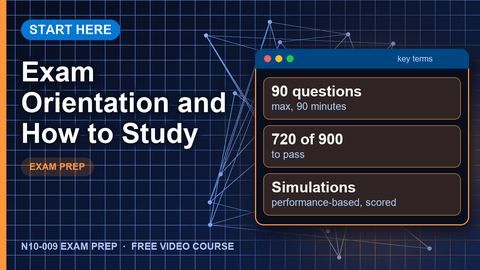 START HERE
Exam
Orientation and
How to Study
EXAM PREP
key terms
90 questions
max, 90 minutes
720 of 900
to pass
Simulations
performance-based, scored
N10-009 EXAM PREP · FREE VIDEO COURSE